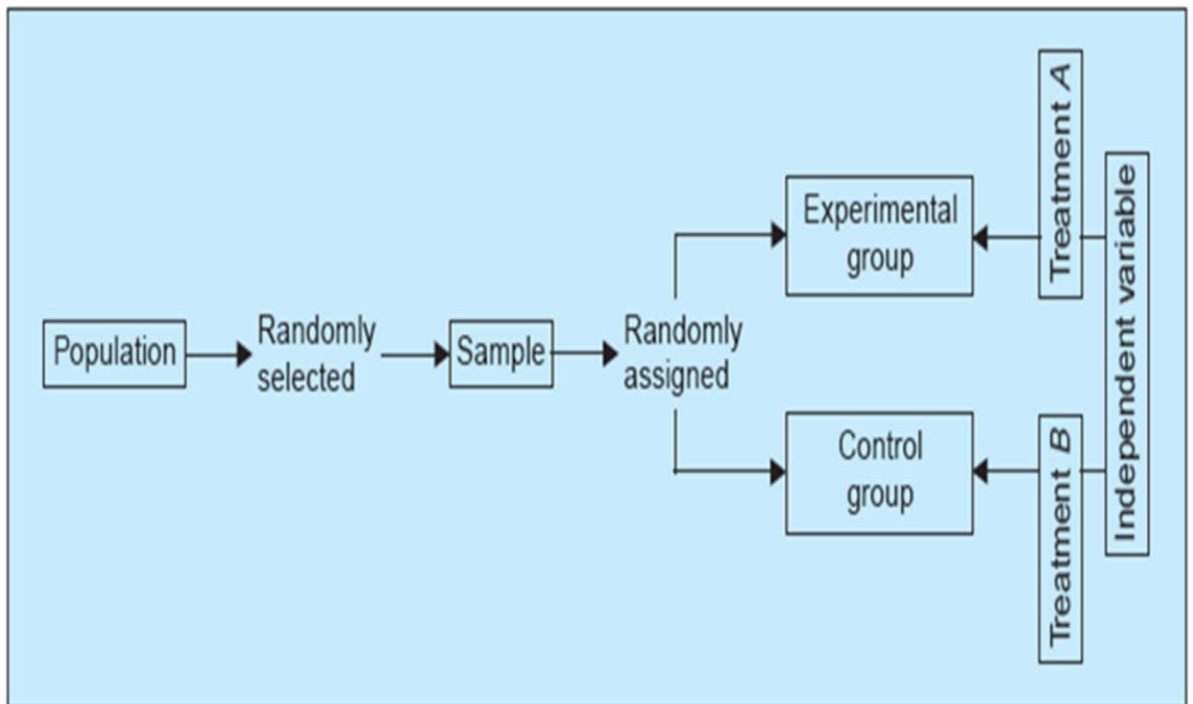 Population
Randomly
selected
Sample
Randomly
assigned
Experimental
group
Control
group
Treatment A
Treatment B
Independent variable